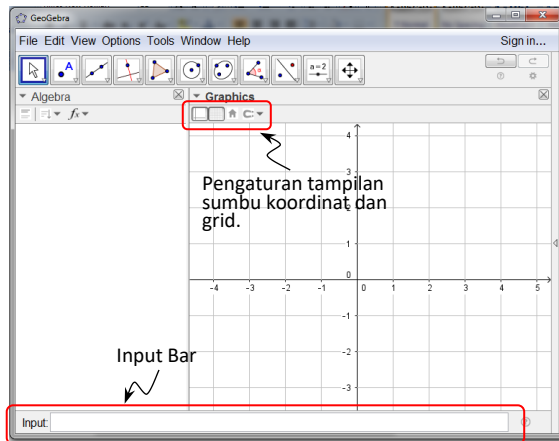 GeoGebra
File Edit View Options Tools Window Help Sign in...
A a=2
Algebra
Graphics
fx
4
Pengaturan tampilan
sumbu koordinat dan
2
grid.
1
0
-4 -3 -2 -1 0 1 2 3 4 5
-1
-2
Input Bar
-3
Input: